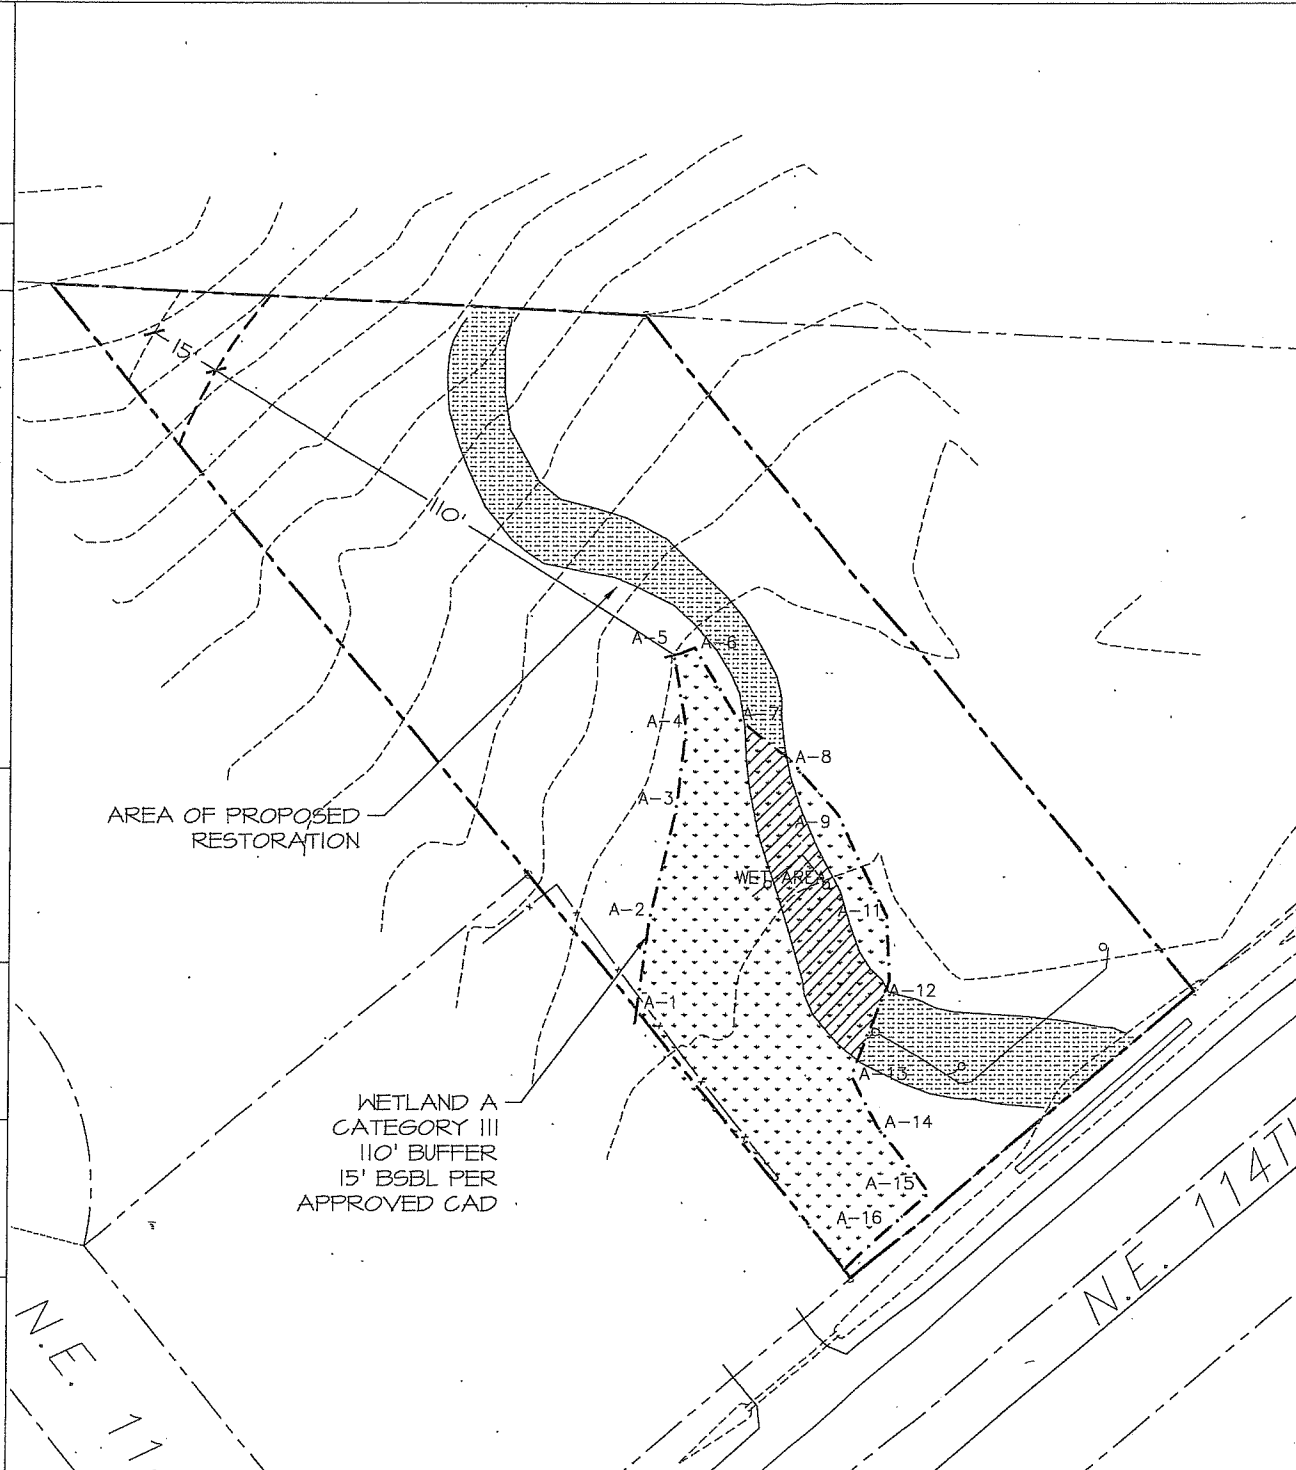 15'
110'
A-5
A-6
A-4
A-7
A-8
A-3
A-9
AREA OF PROPOSED
RESTORATION
WET AREA
A-2
A-11
A-1
A-12
A-13
WETLAND A
CATEGORY III
110' BUFFER
15' BSBL PER
APPROVED CAD
A-14
A-15
A-16
N.E. 114T
N.E. 11